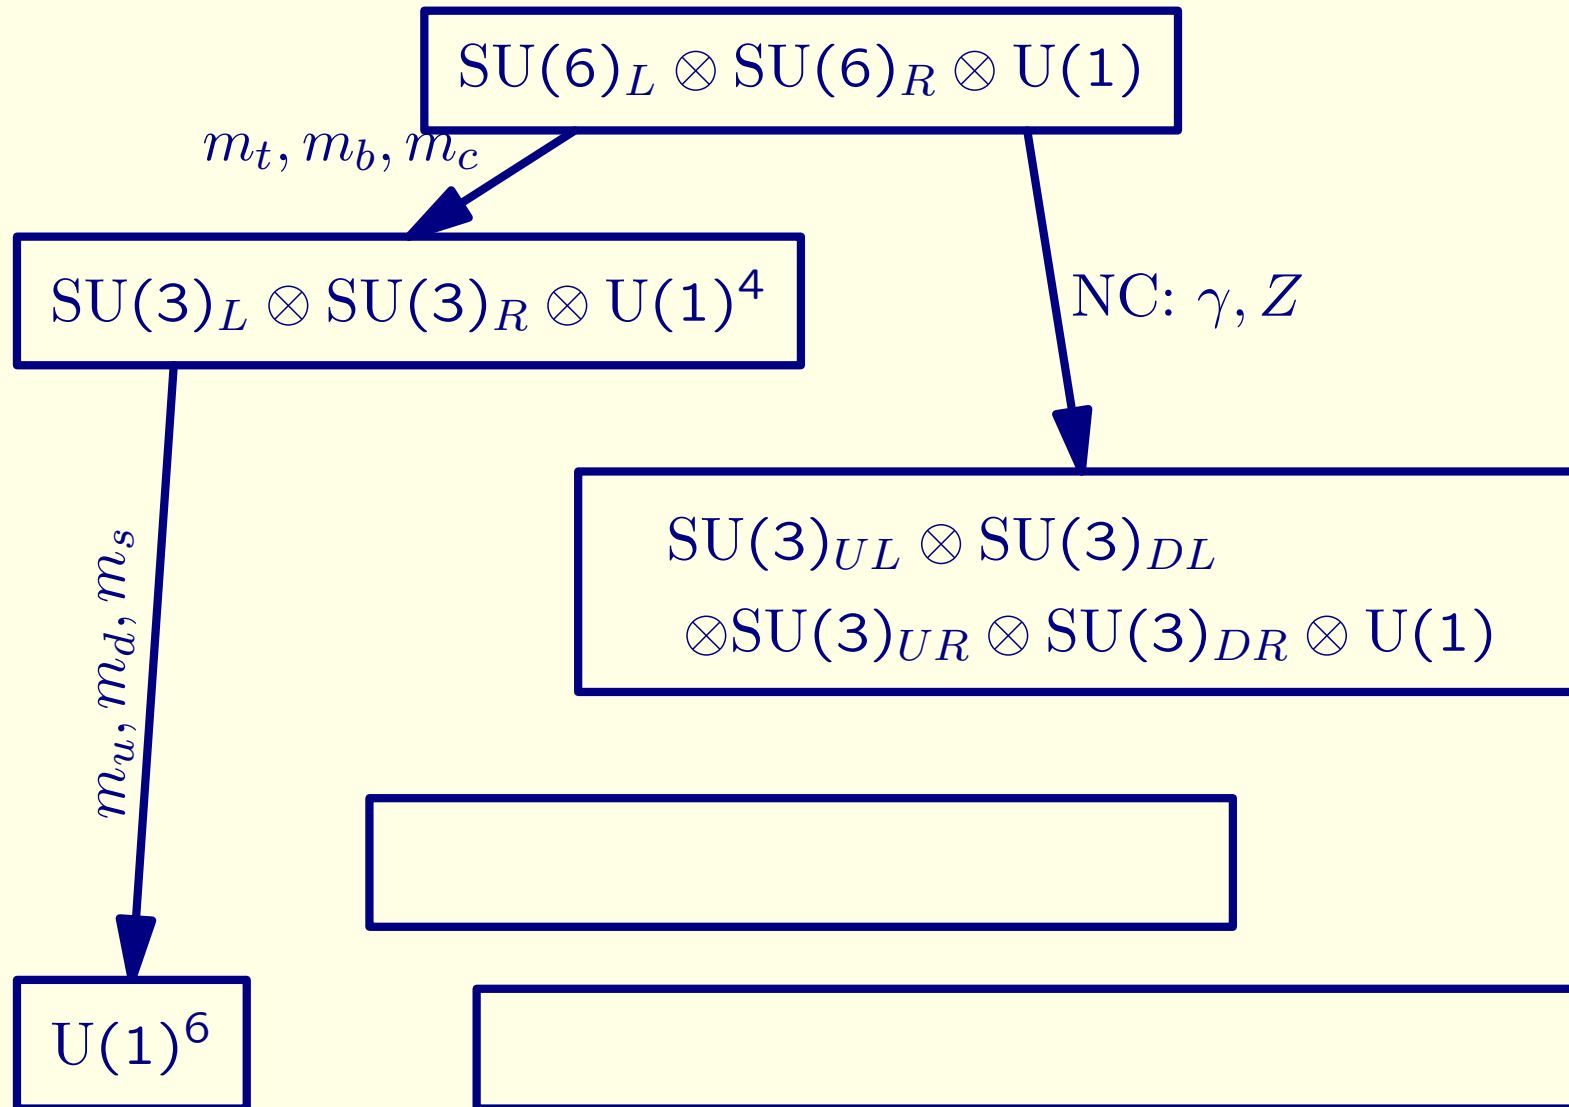 SU(6)_L ⊗ SU(6)_R ⊗ U(1)
m_t, m_b, m_c
SU(3)_L ⊗ SU(3)_R ⊗ U(1)^4
NC: γ, Z
SU(3)_{UL} ⊗ SU(3)_{DL}
⊗SU(3)_{UR} ⊗ SU(3)_{DR} ⊗ U(1)
m_u, m_d, m_s
U(1)^6